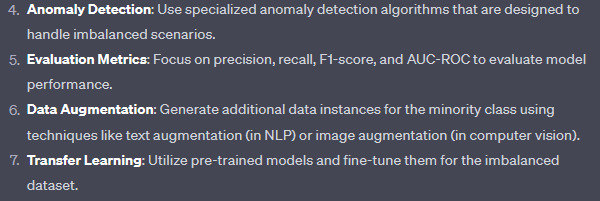 4. Anomaly Detection: Use specialized anomaly detection algorithms that are designed to
handle imbalanced scenarios.
5. Evaluation Metrics: Focus on precision, recall, F1-score, and AUC-ROC to evaluate model
performance.
6. Data Augmentation: Generate additional data instances for the minority class using
techniques like text augmentation (in NLP) or image augmentation (in computer vision).
7. Transfer Learning: Utilize pre-trained models and fine-tune them for the imbalanced
dataset.